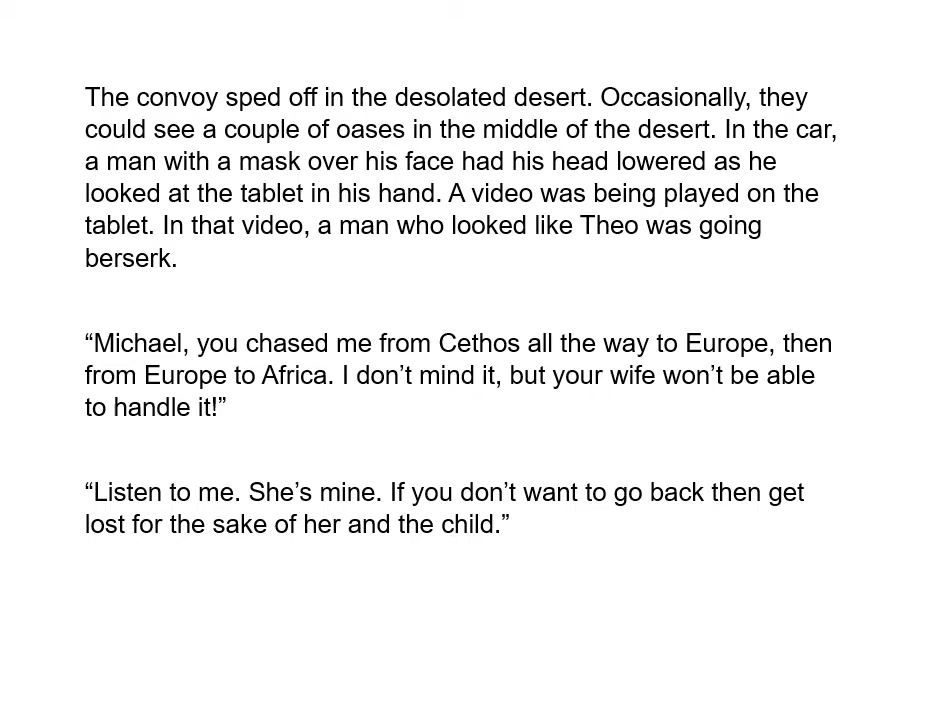 The convoy sped off in the desolated desert. Occasionally, they
could see a couple of oases in the middle of the desert. In the car,
a man with a mask over his face had his head lowered as he
looked at the tablet in his hand. A video was being played on the
tablet. In that video, a man who looked like Theo was going
berserk.
“Michael, you chased me from Cethos all the way to Europe, then
from Europe to Africa. I don’t mind it, but your wife won’t be able
to handle it!”
“Listen to me. She’s mine. If you don’t want to go back then get
lost for the sake of her and the child.”